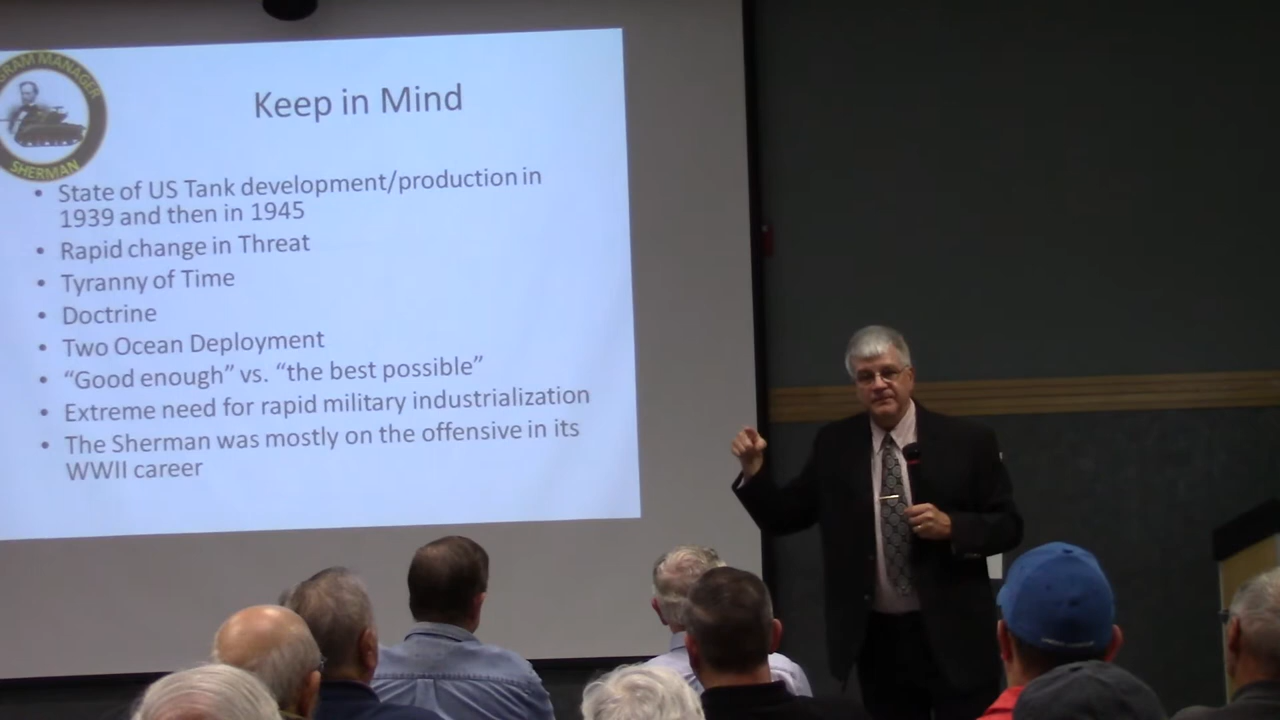 GRAM MANAGER
SHERMAN
Keep in Mind
• State of US Tank development/production in
1939 and then in 1945
• Rapid change in Threat
• Tyranny of Time
• Doctrine
• Two Ocean Deployment
• “Good enough” vs. “the best possible”
• Extreme need for rapid military industrialization
• The Sherman was mostly on the offensive in its
WWII career